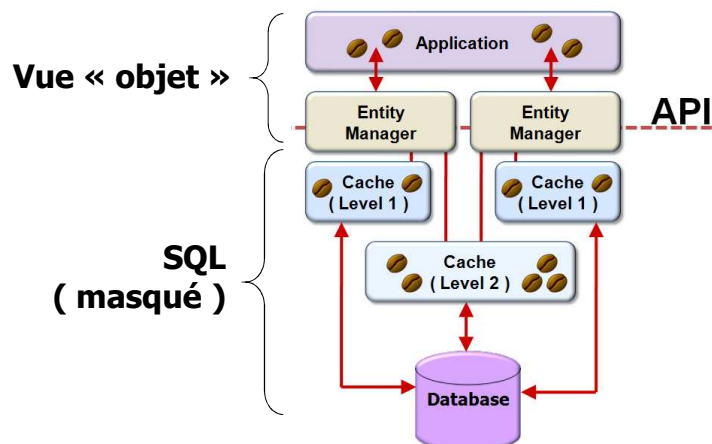 Application
Vue « objet »
Entity
Manager
Entity
Manager
API
Cache
( Level 1 )
Cache
( Level 1 )
SQL
( masqué )
Cache
( Level 2 )
Database